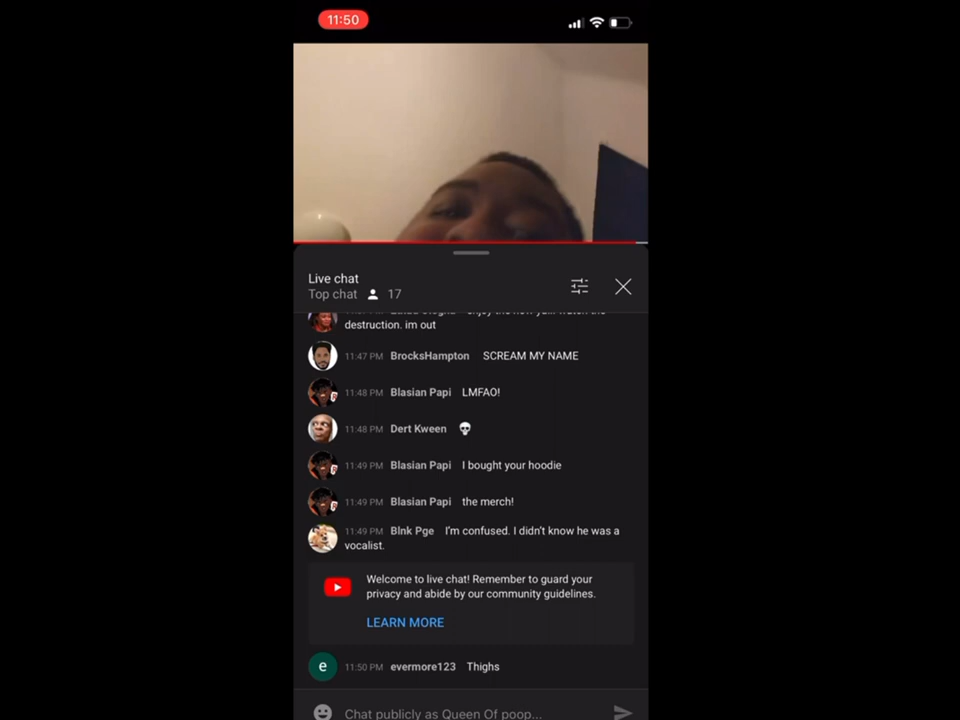 11:50
Live chat
Top chat 17
destruction. im out
11:47 PM BrocksHampton SCREAM MY NAME
11:48 PM Blasian Papi LMFAO!
11:48 PM Dert Kween 💀
11:49 PM Blasian Papi I bought your hoodie
11:49 PM Blasian Papi the merch!
11:49 PM Blnk Pge I'm confused. I didn't know he was a
vocalist.
Welcome to live chat! Remember to guard your
privacy and abide by our community guidelines.
LEARN MORE
e 11:50 PM evermore123 Thighs
Chat publicly as Queen Of poop...